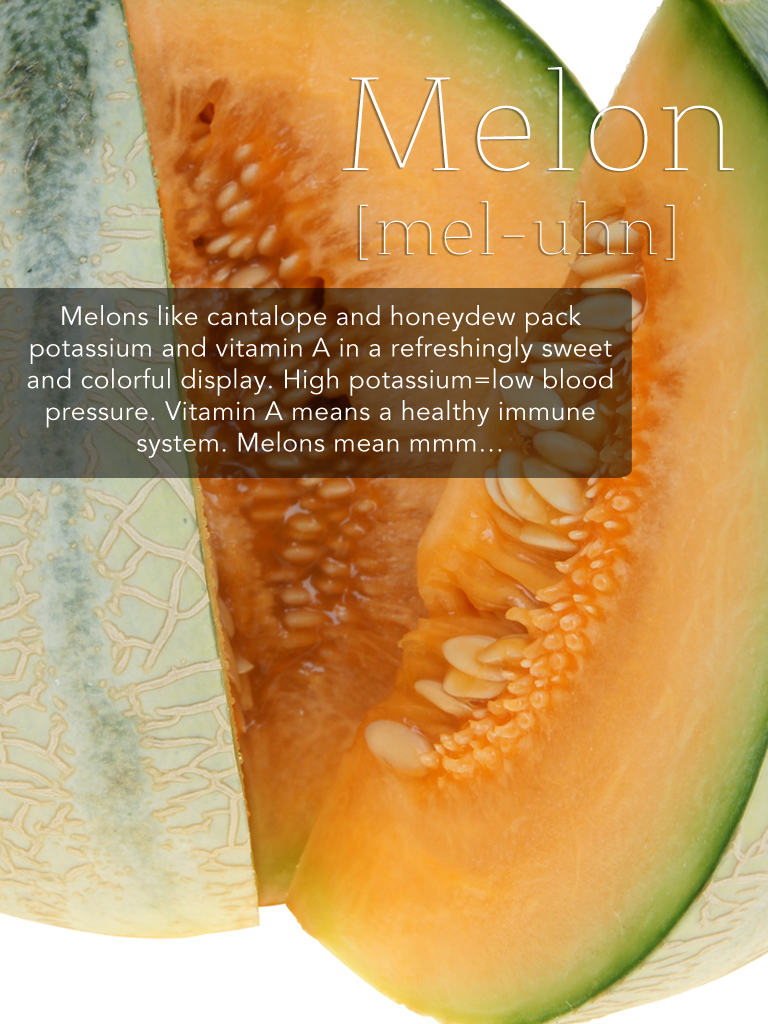 Melon
[mel-uhn]
Melons like cantalope and honeydew pack
potassium and vitamin A in a refreshingly sweet
and colorful display. High potassium=low blood
pressure. Vitamin A means a healthy immune
system. Melons mean mmm...